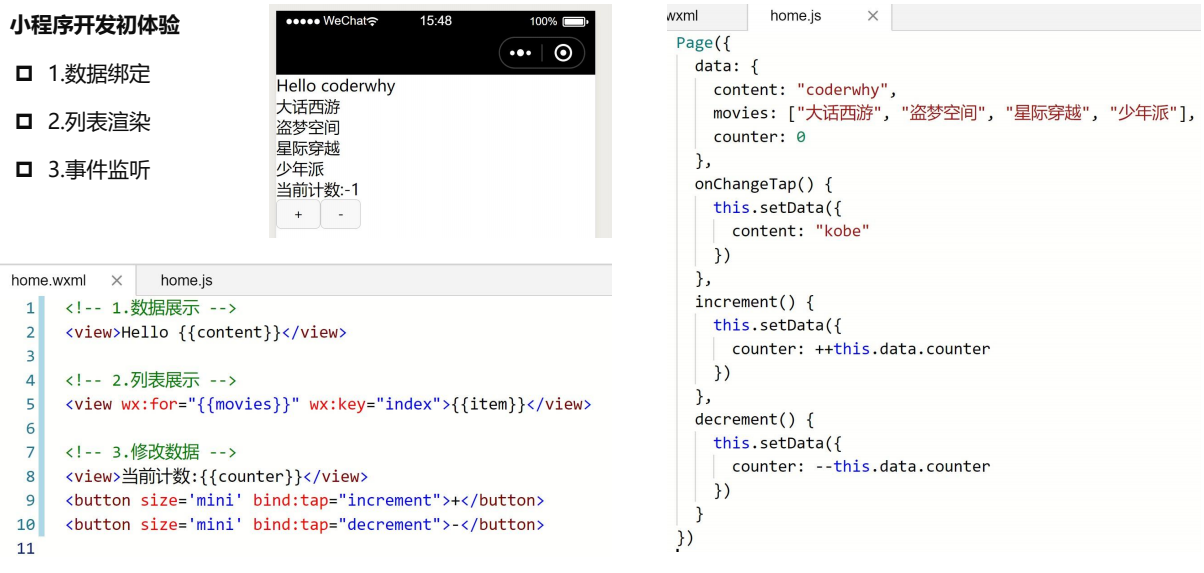 小程序开发初体验
1.数据绑定
2.列表渲染
3.事件监听
WeChat 15:48 100%
Hello coderwhy
大话西游
盗梦空间
星际穿越
少年派
当前计数:-1
+ -
home.wxml × home.js
1 <!-- 1.数据展示 -->
2 <view>Hello {{content}}</view>
3
4 <!-- 2.列表展示 -->
5 <view wx:for="{{movies}}" wx:key="index">{{item}}</view>
6
7 <!-- 3.修改数据 -->
8 <view>当前计数:{{counter}}</view>
9 <button size='mini' bind:tap="increment">+</button>
10 <button size='mini' bind:tap="decrement">-</button>
11
wxml home.js ×
Page({
data: {
content: "coderwhy",
movies: ["大话西游", "盗梦空间", "星际穿越", "少年派"],
counter: 0
},
onChangeTap() {
this.setData({
content: "kobe"
})
},
increment() {
this.setData({
counter: ++this.data.counter
})
},
decrement() {
this.setData({
counter: --this.data.counter
})
}
})